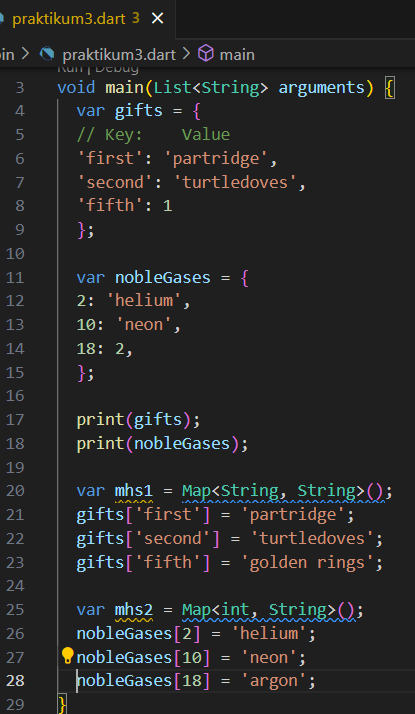 praktikum3.dart 3 ×
in > praktikum3.dart > main
Run | Debug
3 void main(List<String> arguments) {
4 var gifts = {
5 // Key:    Value
6 'first': 'partridge',
7 'second': 'turtledoves',
8 'fifth': 1
9 };
10
11 var nobleGases = {
12 2: 'helium',
13 10: 'neon',
14 18: 2,
15 };
16
17 print(gifts);
18 print(nobleGases);
19
20 var mhs1 = Map<String, String>();
21 gifts['first'] = 'partridge';
22 gifts['second'] = 'turtledoves';
23 gifts['fifth'] = 'golden rings';
24
25 var mhs2 = Map<int, String>();
26 nobleGases[2] = 'helium';
27 nobleGases[10] = 'neon';
28 nobleGases[18] = 'argon';
29 }